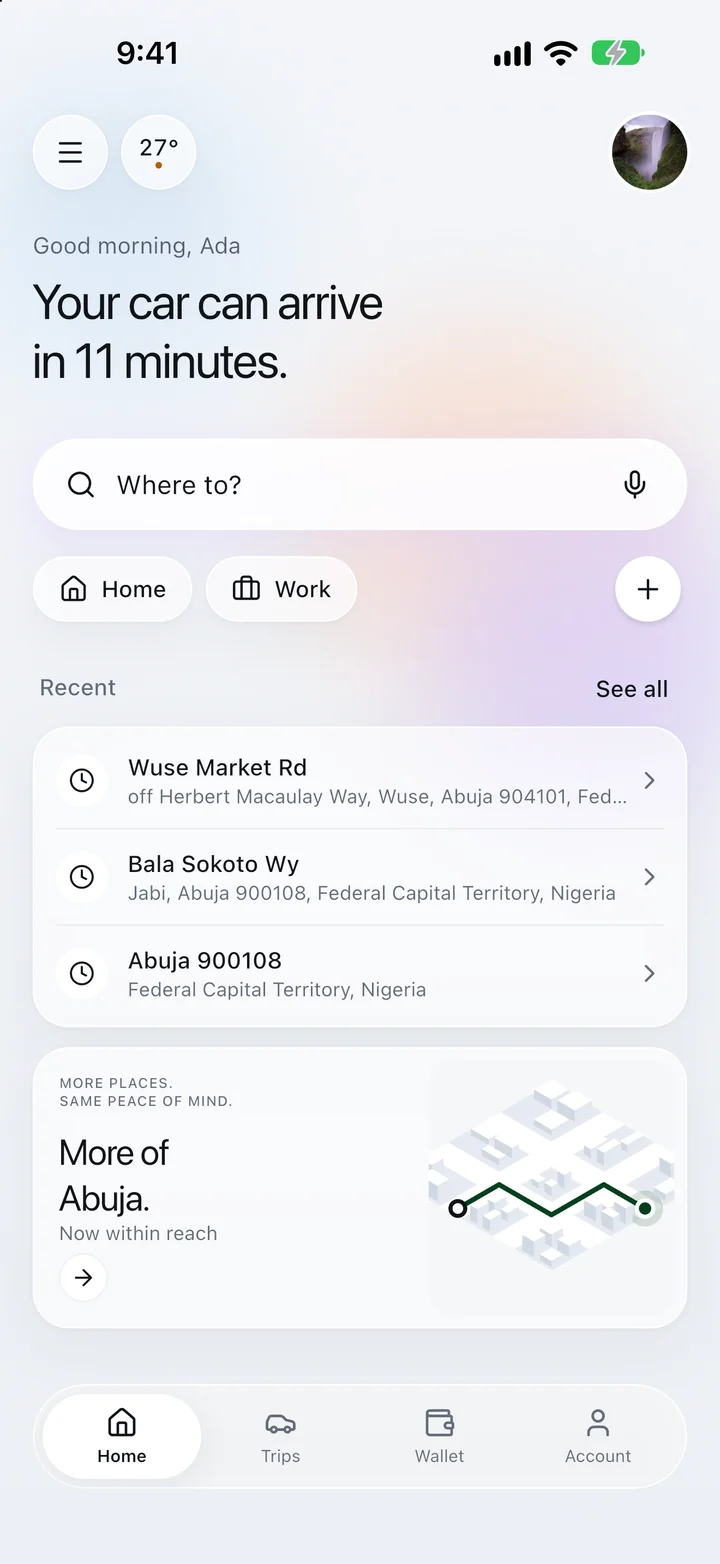 9:41
27°
Good morning, Ada
Your car can arrive
in 11 minutes.
Where to?
Home
Work
Recent
See all
Wuse Market Rd
off Herbert Macaulay Way, Wuse, Abuja 904101, Fed...
Bala Sokoto Wy
Jabi, Abuja 900108, Federal Capital Territory, Nigeria
Abuja 900108
Federal Capital Territory, Nigeria
MORE PLACES.
SAME PEACE OF MIND.
More of
Abuja.
Now within reach
Home
Trips
Wallet
Account